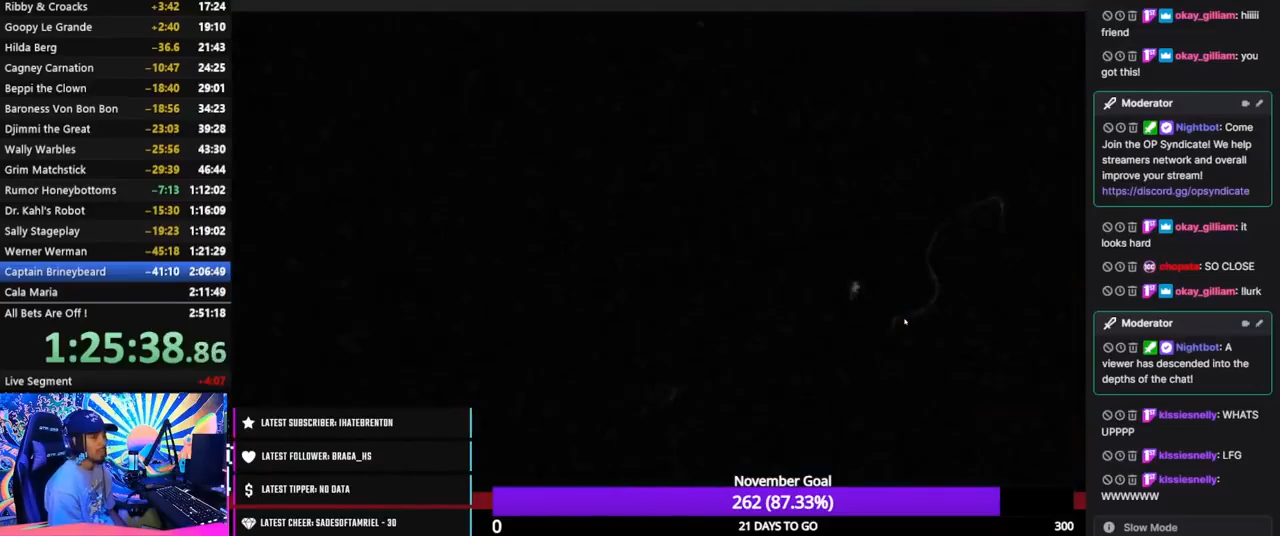 Ribby & Croacks +3:42 17:24
Goopy Le Grande +2:40 19:10
Hilda Berg −36.6 21:43
Cagney Carnation −10:47 24:25
Beppi the Clown −18:40 29:01
Baroness Von Bon Bon −18:56 34:23
Djimmi the Great −23:03 39:28
Wally Warbles −25:56 43:30
Grim Matchstick −29:39 46:44
Rumor Honeybottoms −7:13 1:12:02
Dr. Kahl's Robot −15:30 1:16:09
Sally Stageplay −19:23 1:19:02
Werner Werman −45:18 1:21:29
Captain Brineybeard −41:10 2:06:49
Cala Maria 2:11:49
All Bets Are Off ! 2:51:18
1:25:38.86
Live Segment +4:07
LATEST SUBSCRIBER: IHATEBRENTON
LATEST FOLLOWER: BRAGA_HS
LATEST TIPPER: NO DATA
LATEST CHEER: SADESOFTAMRIEL - 30
November Goal
262 (87.33%)
0 21 DAYS TO GO 300
okay_gilliam: hiiiii
friend
okay_gilliam: you
got this!
Moderator
Nightbot: Come
Join the OP Syndicate! We help
streamers network and overall
improve your stream!
https://discord.gg/opsyndicate
okay_gilliam: it
looks hard
SO CLOSE
okay_gilliam: llurk
Moderator
Nightbot: A
viewer has descended into the
depths of the chat!
klssiesnelly: WHATS
UPPPP
klssiesnelly: LFG
klssiesnelly:
WWWWWW
Slow Mode